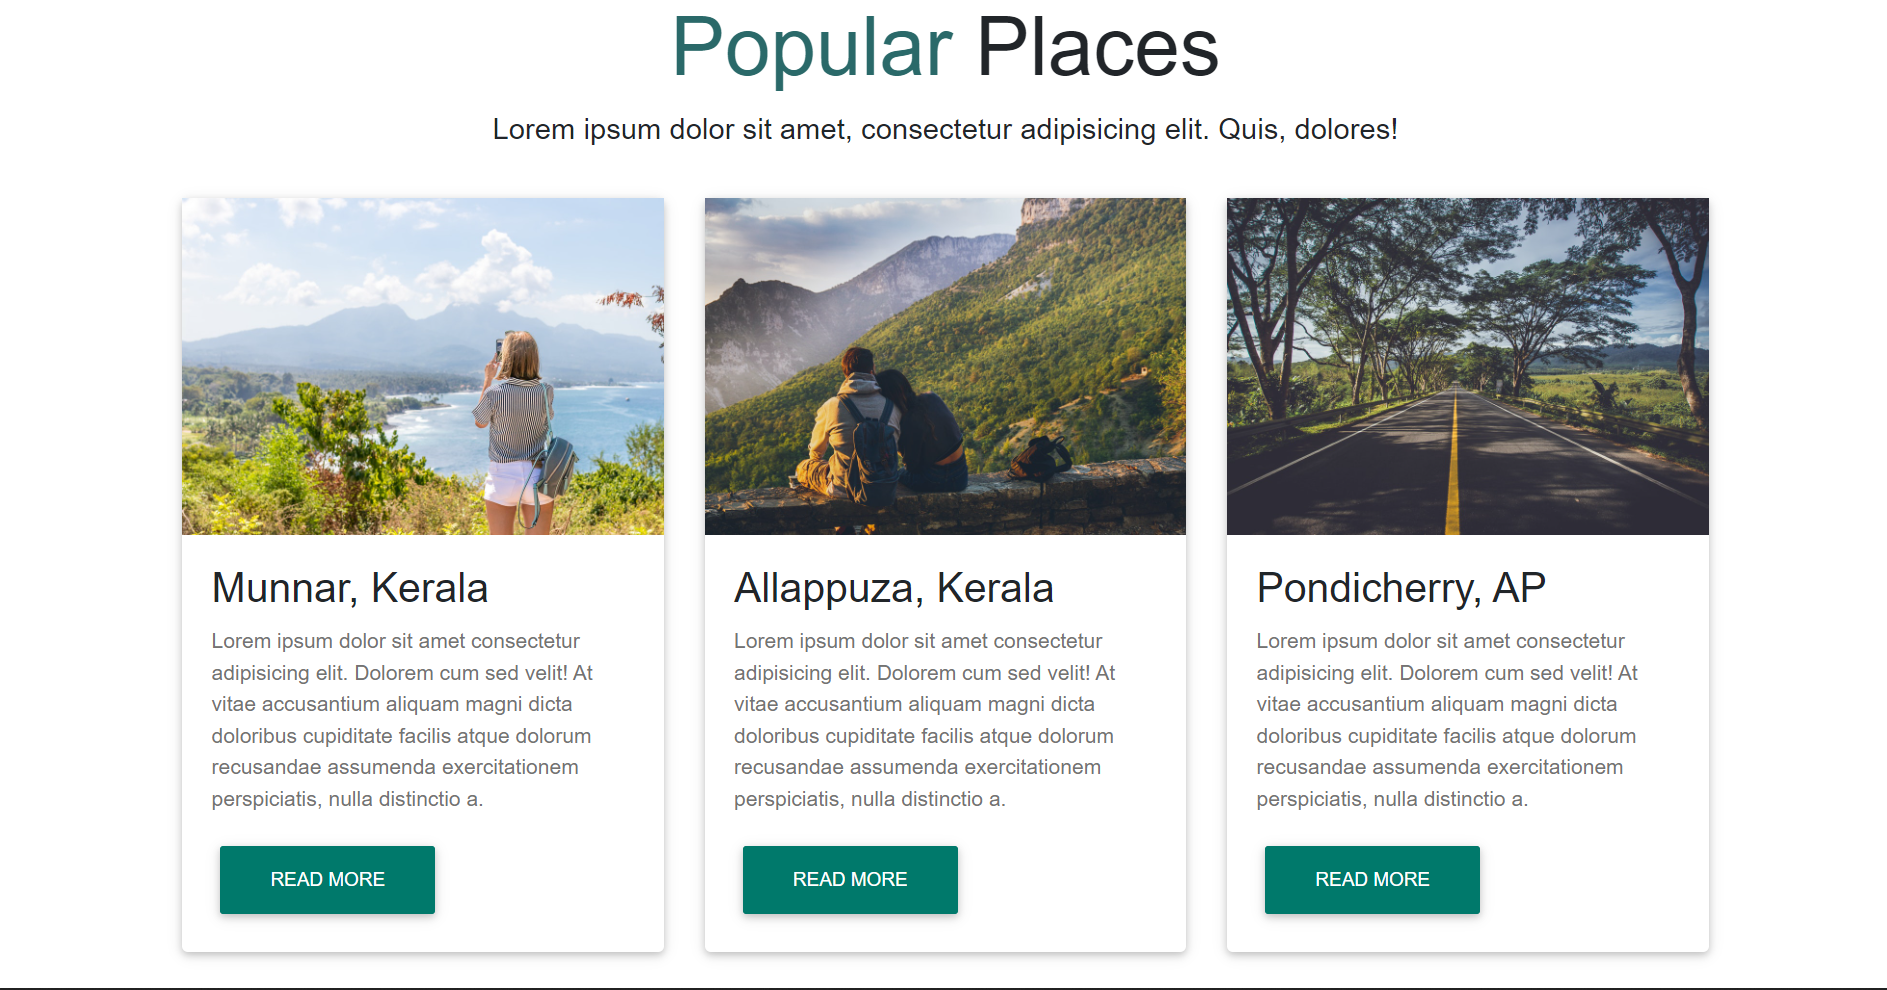 Popular Places
Lorem ipsum dolor sit amet, consectetur adipisicing elit. Quis, dolores!
Munnar, Kerala
Lorem ipsum dolor sit amet consectetur
adipisicing elit. Dolorem cum sed velit! At
vitae accusantium aliquam magni dicta
doloribus cupiditate facilis atque dolorum
recusandae assumenda exercitationem
perspiciatis, nulla distinctio a.
READ MORE
Allappuza, Kerala
Lorem ipsum dolor sit amet consectetur
adipisicing elit. Dolorem cum sed velit! At
vitae accusantium aliquam magni dicta
doloribus cupiditate facilis atque dolorum
recusandae assumenda exercitationem
perspiciatis, nulla distinctio a.
READ MORE
Pondicherry, AP
Lorem ipsum dolor sit amet consectetur
adipisicing elit. Dolorem cum sed velit! At
vitae accusantium aliquam magni dicta
doloribus cupiditate facilis atque dolorum
recusandae assumenda exercitationem
perspiciatis, nulla distinctio a.
READ MORE